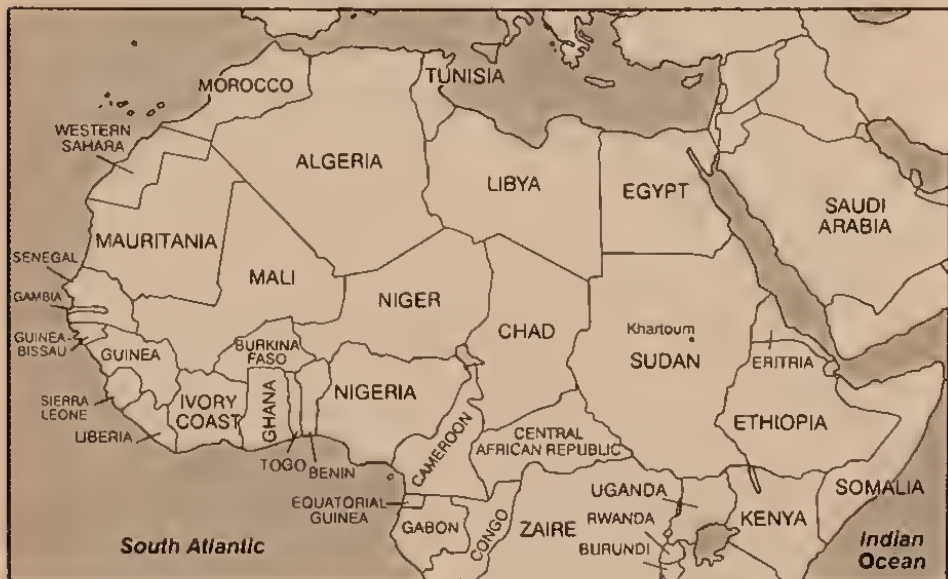 TUNISIA
MOROCCO
WESTERN
SAHARA
ALGERIA
LIBYA
EGYPT
SAUDI
ARABIA
MAURITANIA
SENEGAL
MALI
NIGER
GAMBIA
CHAD
Khartoum
SUDAN
GUINEA-
BISSAU
GUINEA
BURKINA
FASO
ERITRIA
NIGERIA
SIERRA
LEONE
IVORY
COAST
GHANA
LIBERIA
ETHIOPIA
CENTRAL
AFRICAN REPUBLIC
CAMEROON
TOGO
BENIN
EQUATORIAL
GUINEA
UGANDA
SOMALIA
RWANDA
KENYA
GABON
CONGO
ZAIRE
BURUNDI
South Atlantic
Indian
Ocean